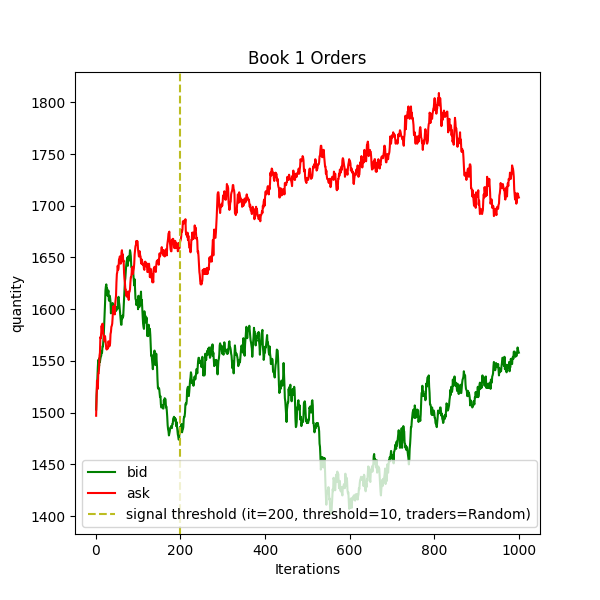 Book 1 Orders
quantity
1800
1750
1700
1650
1600
1550
1500
1450
1400
bid
ask
signal threshold (it=200, threshold=10, traders=Random)
0 200 400 600 800 1000
Iterations